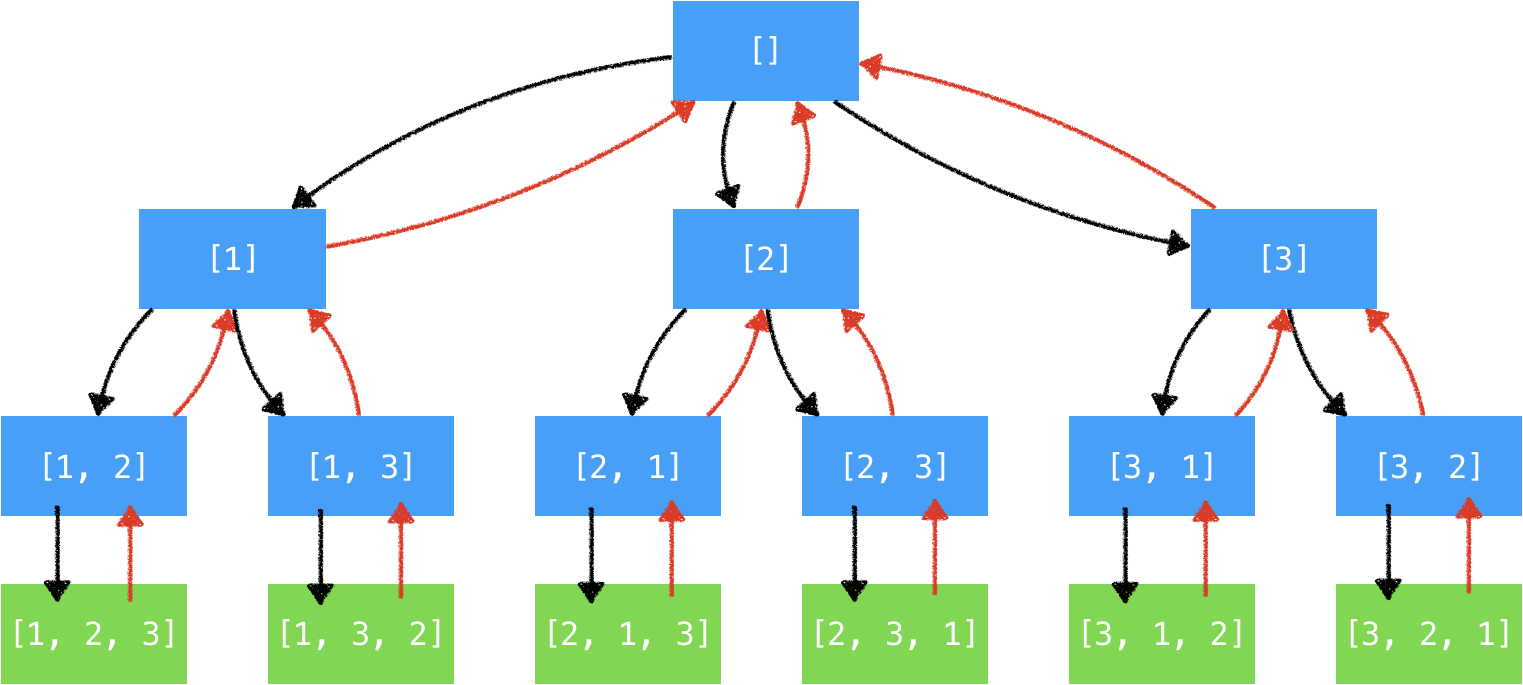 []
[1]
[2]
[3]
[1, 2]
[1, 3]
[2, 1]
[2, 3]
[3, 1]
[3, 2]
[1, 2, 3]
[1, 3, 2]
[2, 1, 3]
[2, 3, 1]
[3, 1, 2]
[3, 2, 1]